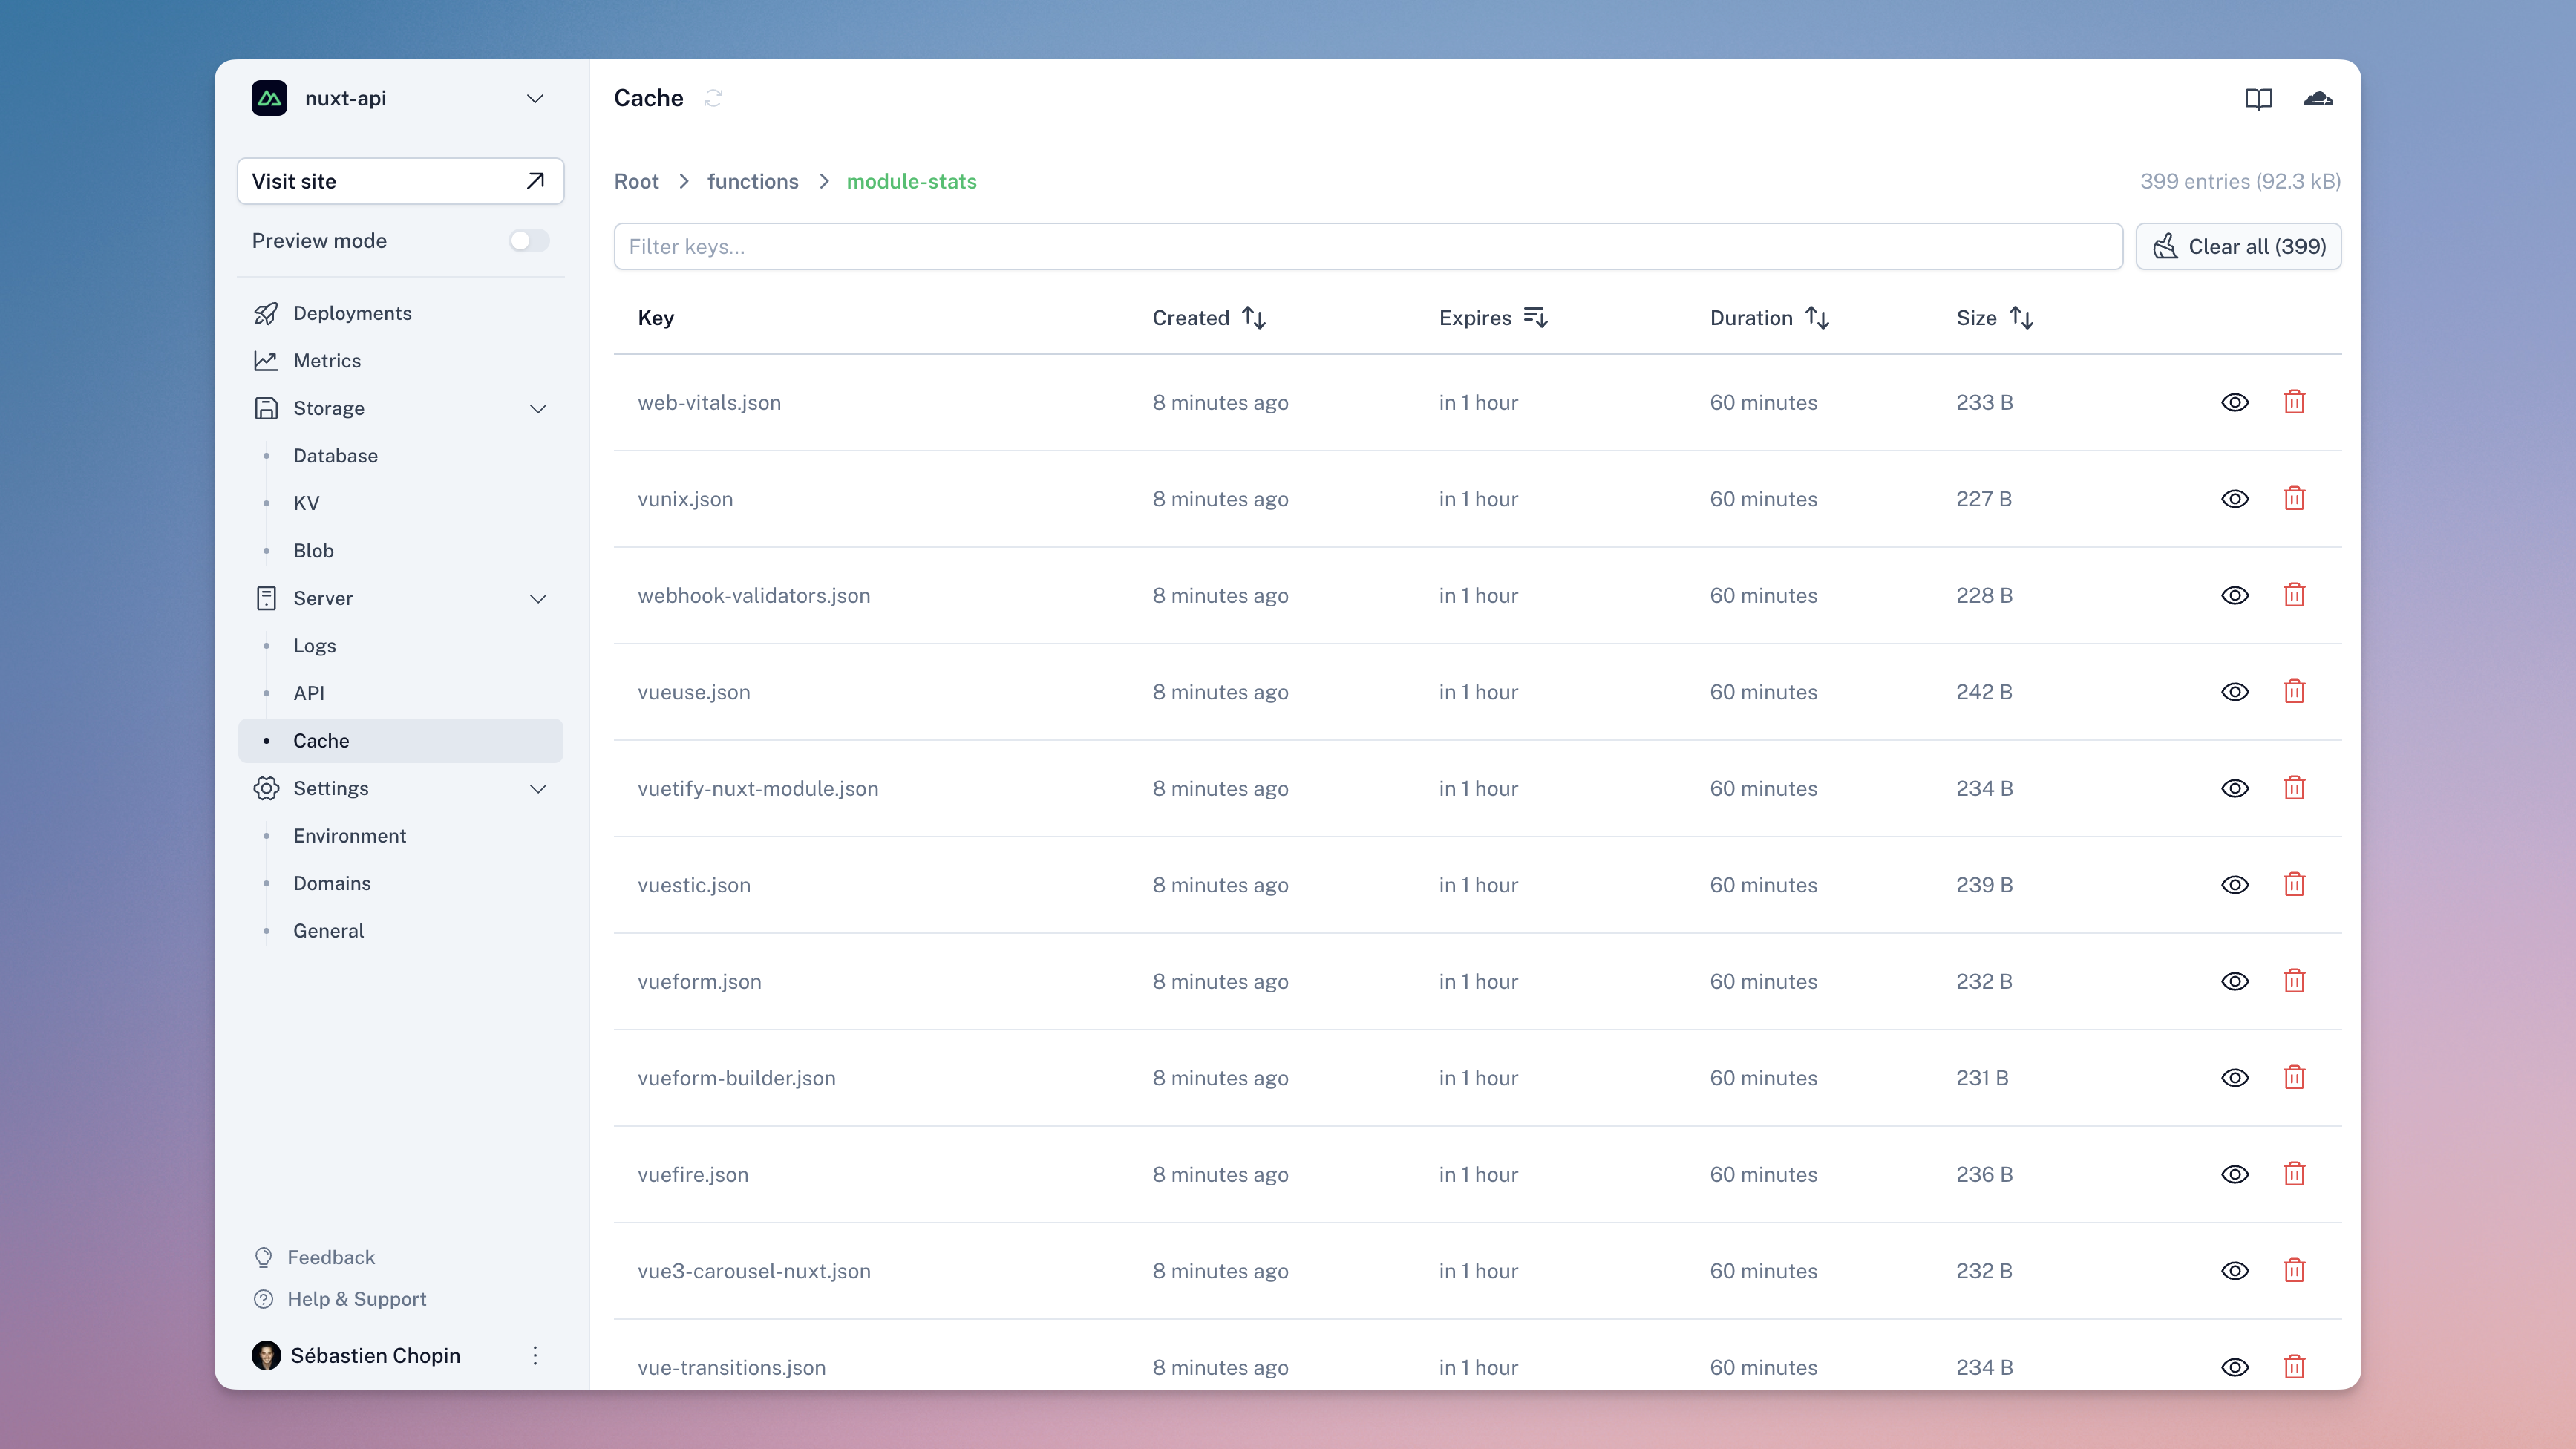 nuxt-api
Visit site
Preview mode
Deployments
Metrics
Storage
Database
KV
Blob
Server
Logs
API
Cache
Settings
Environment
Domains
General
Feedback
Help & Support
Sébastien Chopin
Cache
Root > functions > module-stats
399 entries (92.3 kB)
Filter keys...
Clear all (399)
Key Created Expires Duration Size
web-vitals.json 8 minutes ago in 1 hour 60 minutes 233 B
vunix.json 8 minutes ago in 1 hour 60 minutes 227 B
webhook-validators.json 8 minutes ago in 1 hour 60 minutes 228 B
vueuse.json 8 minutes ago in 1 hour 60 minutes 242 B
vuetify-nuxt-module.json 8 minutes ago in 1 hour 60 minutes 234 B
vuestic.json 8 minutes ago in 1 hour 60 minutes 239 B
vueform.json 8 minutes ago in 1 hour 60 minutes 232 B
vueform-builder.json 8 minutes ago in 1 hour 60 minutes 231 B
vuefire.json 8 minutes ago in 1 hour 60 minutes 236 B
vue3-carousel-nuxt.json 8 minutes ago in 1 hour 60 minutes 232 B
vue-transitions.json 8 minutes ago in 1 hour 60 minutes 234 B